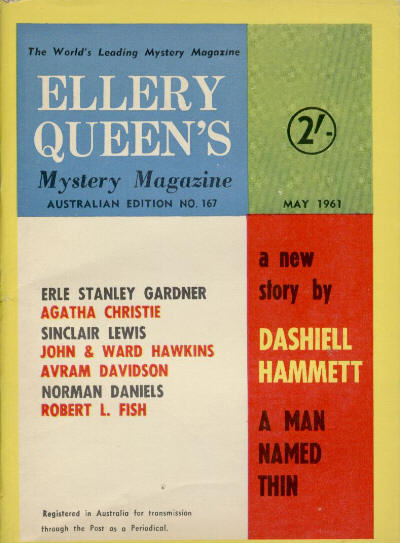 The World's Leading Mystery Magazine
ELLERY
QUEEN'S
Mystery Magazine
AUSTRALIAN EDITION NO. 167
2/-
MAY 1961
ERLE STANLEY GARDNER
AGATHA CHRISTIE
SINCLAIR LEWIS
JOHN & WARD HAWKINS
AVRAM DAVIDSON
NORMAN DANIELS
ROBERT L. FISH
a new
story by
DASHIELL
HAMMETT
A MAN
NAMED
THIN
Registered in Australia for transmission
through the Post as a Periodical.